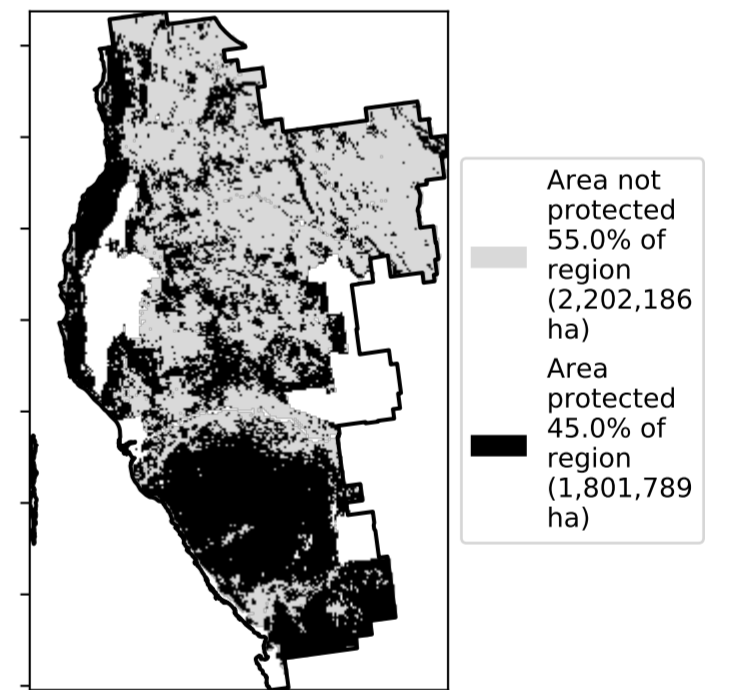 Area not
protected
55.0% of
region
(2,202,186
ha)
Area
protected
45.0% of
region
(1,801,789
ha)